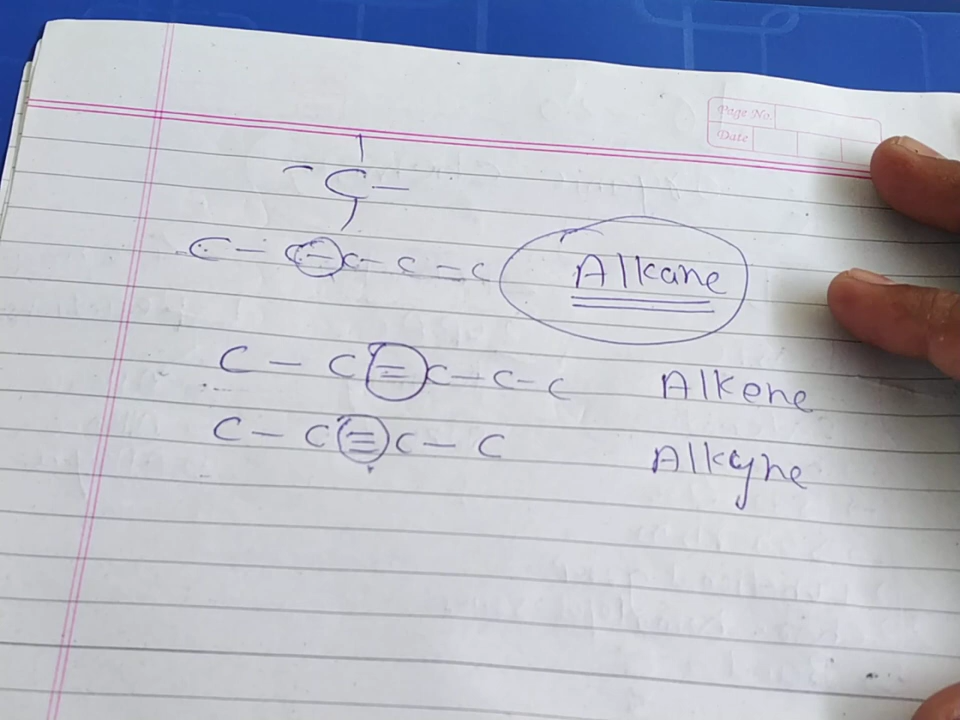 Page No.
Date
|
– C –
|
C – C – C – C – C Alkane
C – C = C – C – C Alkene
C – C ≡ C – C Alkyne